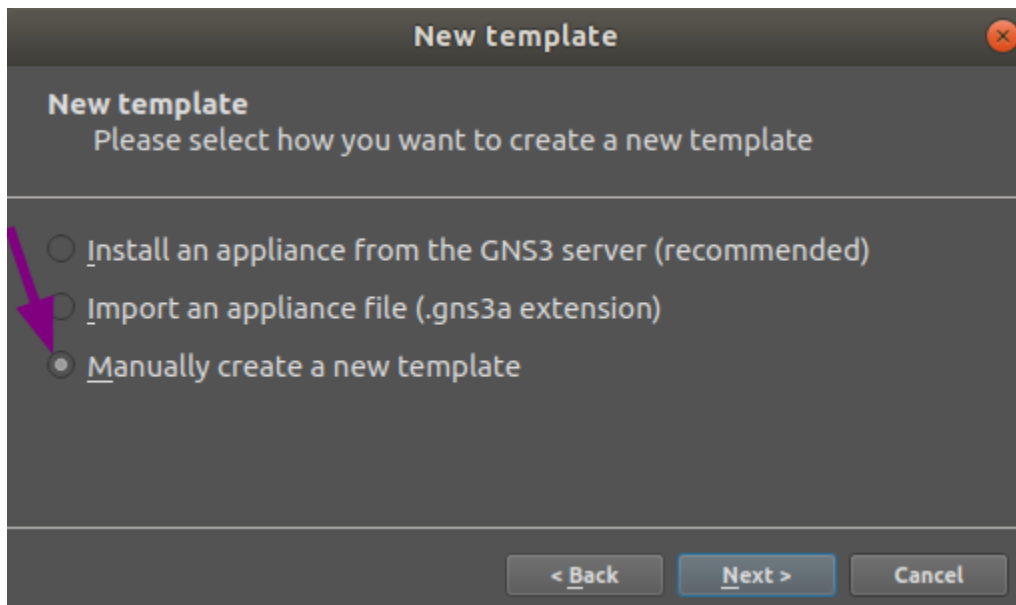 New template
New template
Please select how you want to create a new template
Install an appliance from the GNS3 server (recommended)
Import an appliance file (.gns3a extension)
Manually create a new template
< Back Next > Cancel